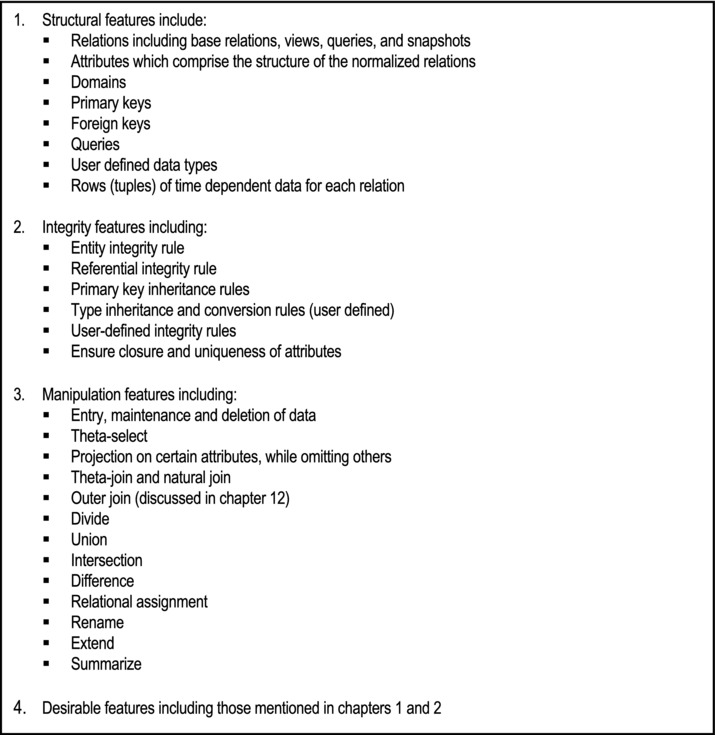 1. Structural features include:
▪ Relations including base relations, views, queries, and snapshots
▪ Attributes which comprise the structure of the normalized relations
▪ Domains
▪ Primary keys
▪ Foreign keys
▪ Queries
▪ User defined data types
▪ Rows (tuples) of time dependent data for each relation
2. Integrity features including:
▪ Entity integrity rule
▪ Referential integrity rule
▪ Primary key inheritance rules
▪ Type inheritance and conversion rules (user defined)
▪ User-defined integrity rules
▪ Ensure closure and uniqueness of attributes
3. Manipulation features including:
▪ Entry, maintenance and deletion of data
▪ Theta-select
▪ Projection on certain attributes, while omitting others
▪ Theta-join and natural join
▪ Outer join (discussed in chapter 12)
▪ Divide
▪ Union
▪ Intersection
▪ Difference
▪ Relational assignment
▪ Rename
▪ Extend
▪ Summarize
4. Desirable features including those mentioned in chapters 1 and 2